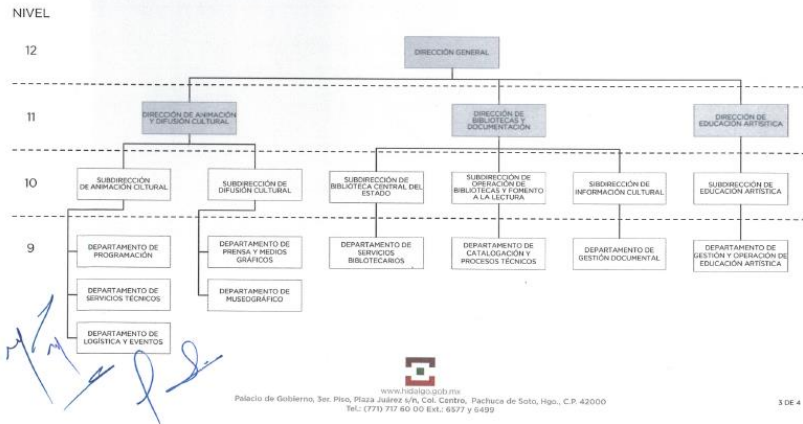 NIVEL
12
DIRECCIÓN GENERAL
11
DIRECCIÓN DE ANIMACIÓN
Y DIFUSIÓN CULTURAL
DIRECCIÓN DE
BIBLIOTECAS Y
DOCUMENTACIÓN
DIRECCIÓN DE
EDUCACIÓN ARTÍSITICA
10
SUBDIRECCIÓN
DE ANIMACIÓN CILTURAL
SUBDIRECCIÓN DE
DIFUSIÓN CULTURAL
SUBDIRECCIÓN DE
BIBLIOTECA CENTRAL DEL
ESTADO
SUBDIRECCIÓN DE
OPERACIÓN DE
BIBLIOTECAS Y FOMENTO
A LA LECTURA
SIBDIRECCIÓN DE
INFORMACIÓN CULTURAL
SUBDIRECCIÓN DE
EDUCACIÓN ARTÍSTICA
9
DEPARTAMENTO DE
PROGRAMACIÓN
DEPARTAMENTO DE
PRENSA Y MEDIOS
GRÁFICOS
DEPARTAMENTO DE
SERVICIOS
BIBLOTECARIOS
DEPARTAMENTO DE
CATALOGACIÓN Y
PROCESOS TÉCNICOS
DEPARTAMENTO DE
GESTIÓN DOCUMENTAL
DEPARTAMENTO DE
GESTIÓN Y OPERACIÓN DE
EDUCACIÓN ARTÍSTICA
DEPARTAMENTO DE
SERVICIOS TÉCNICOS
DEPARTAMENTO DE
MUSEOGRÁFICO
DEPARTAMENTO DE
LOGÍSTICA Y EVENTOS
www.hidalgo.gob.mx
Palacio de Gobierno, 3er. Piso, Plaza Juárez s/n, Col. Centro, Pachuca de Soto, Hgo., C.P. 42000
Tel.: (771) 717 60 00 Ext.: 6577 y 6499
3 DE 4